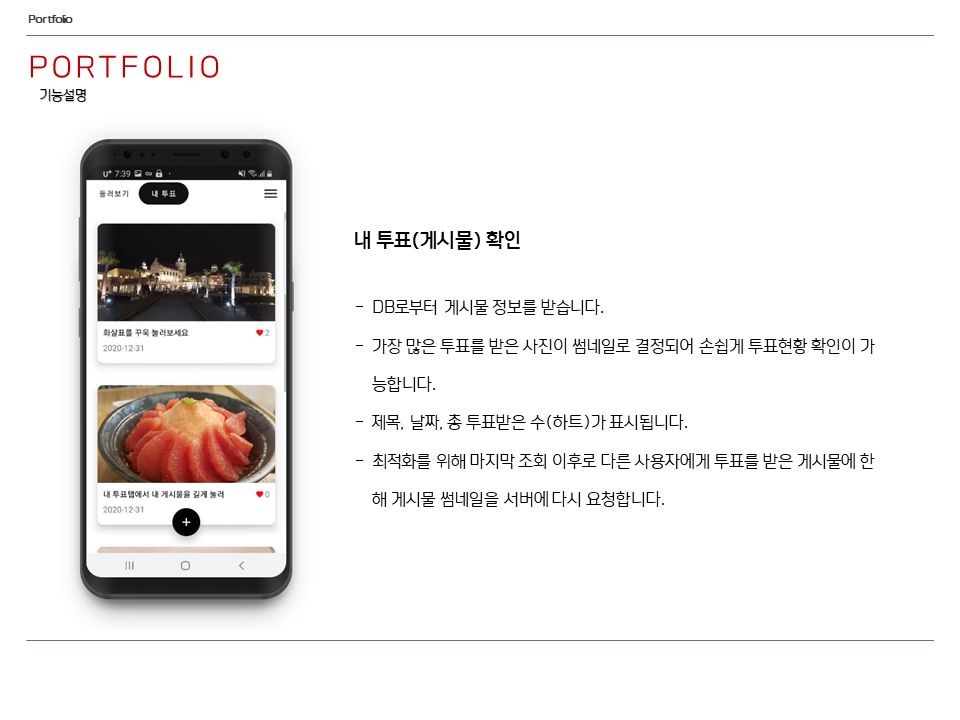 Portfolio
PORTFOLIO
기능설명
U+ 7:39
둘러보기 내 투표
화살표를 꾸욱 눌러보세요 2
2020-12-31
내 투표탭에서 내 게시물을 길게 눌러 0
2020-12-31
+
내 투표(게시물) 확인
- DB로부터 게시물 정보를 받습니다.
- 가장 많은 투표를 받은 사진이 썸네일로 결정되어 손쉽게 투표현황 확인이 가
능합니다.
- 제목, 날짜, 총 투표받은 수(하트)가 표시됩니다.
- 최적화를 위해 마지막 조회 이후로 다른 사용자에게 투표를 받은 게시물에 한
해 게시물 썸네일을 서버에 다시 요청합니다.